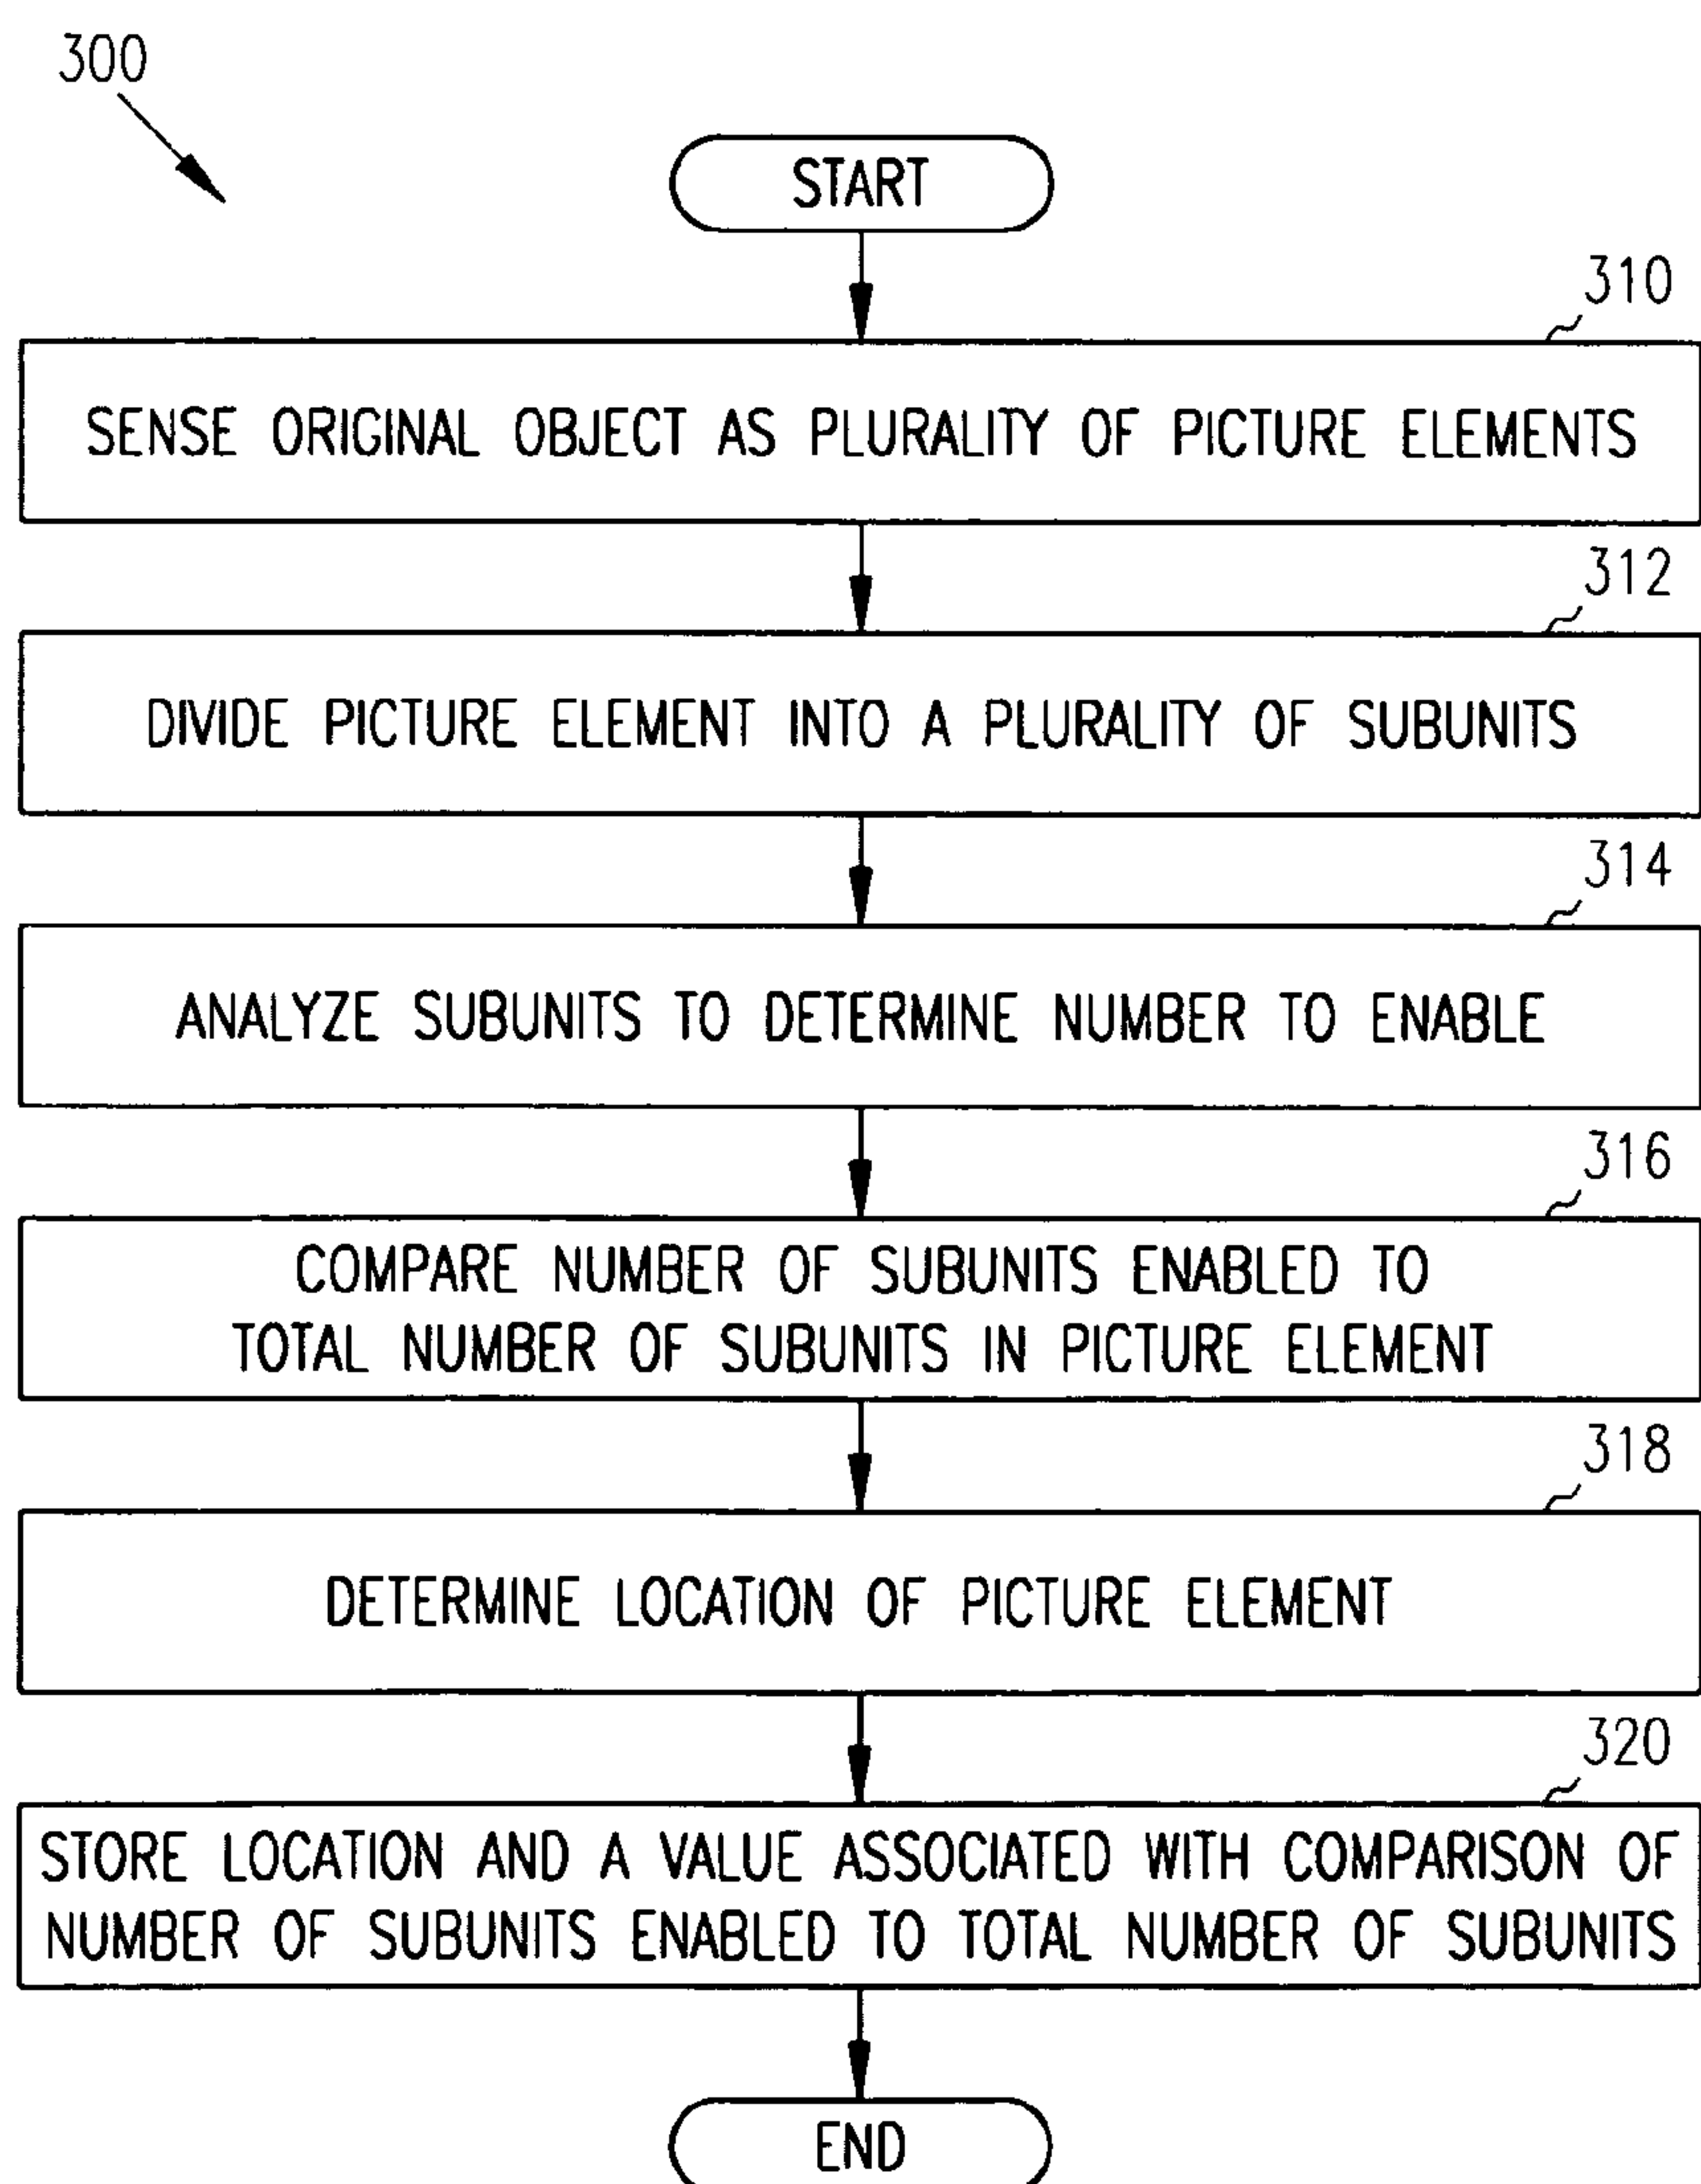 300
START
310
SENSE ORIGINAL OBJECT AS PLURALITY OF PICTURE ELEMENTS
312
DIVIDE PICTURE ELEMENT INTO A PLURALITY OF SUBUNITS
314
ANALYZE SUBUNITS TO DETERMINE NUMBER TO ENABLE
316
COMPARE NUMBER OF SUBUNITS ENABLED TO
TOTAL NUMBER OF SUBUNITS IN PICTURE ELEMENT
318
DETERMINE LOCATION OF PICTURE ELEMENT
320
STORE LOCATION AND A VALUE ASSOCIATED WITH COMPARISON OF
NUMBER OF SUBUNITS ENABLED TO TOTAL NUMBER OF SUBUNITS
END